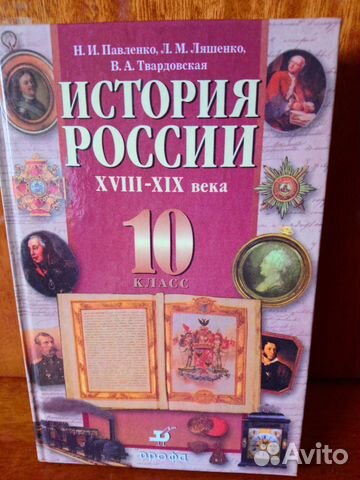 Н. И. Павленко, Л. М. Ляшенко,
В. А. Твардовская
ИСТОРИЯ
РОССИИ
XVIII-XIX века
10
КЛАСС
ДРОФА
Avito